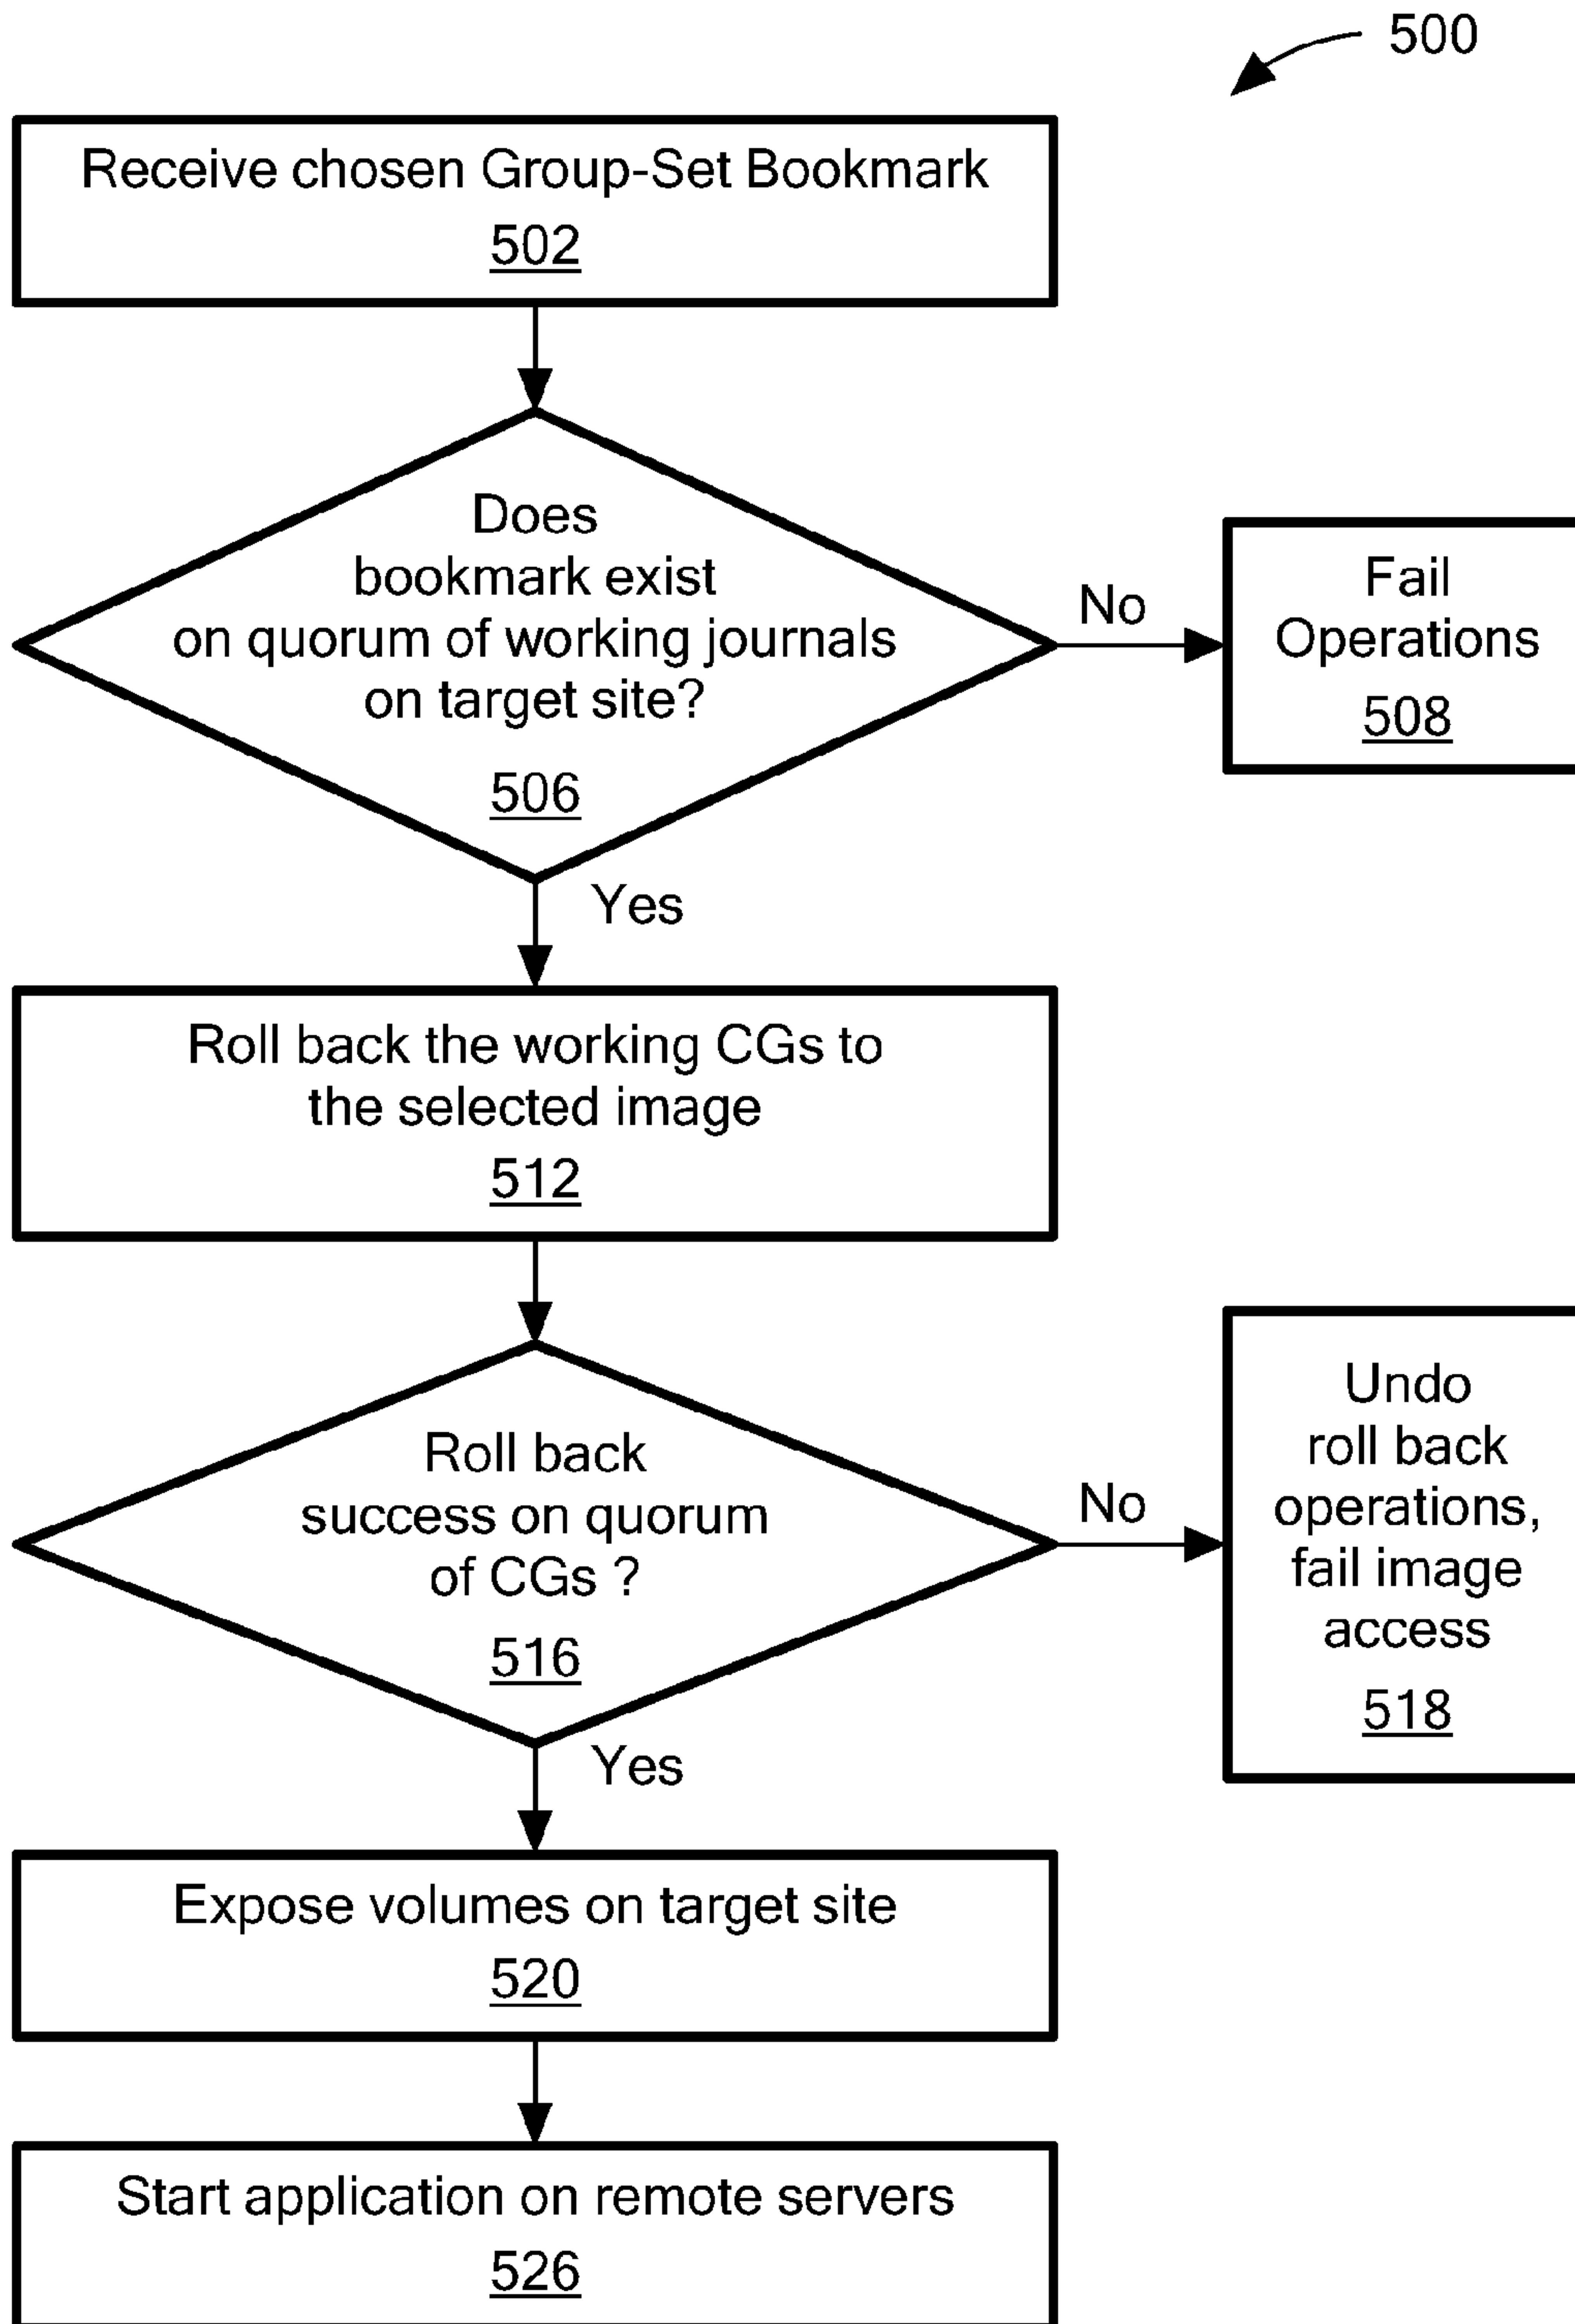 500
Receive chosen Group-Set Bookmark
502
Does
bookmark exist
on quorum of working journals
on target site?
506
No
Fail
Operations
508
Yes
Roll back the working CGs to
the selected image
512
Roll back
success on quorum
of CGs ?
516
No
Undo
roll back
operations,
fail image
access
518
Yes
Expose volumes on target site
520
Start application on remote servers
526